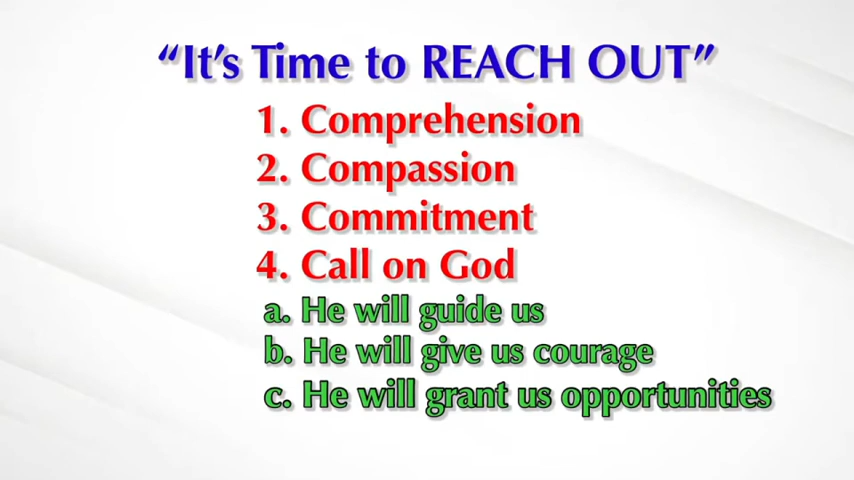 “It’s Time to REACH OUT”
1. Comprehension
2. Compassion
3. Commitment
4. Call on God
a. He will guide us
b. He will give us courage
c. He will grant us opportunities